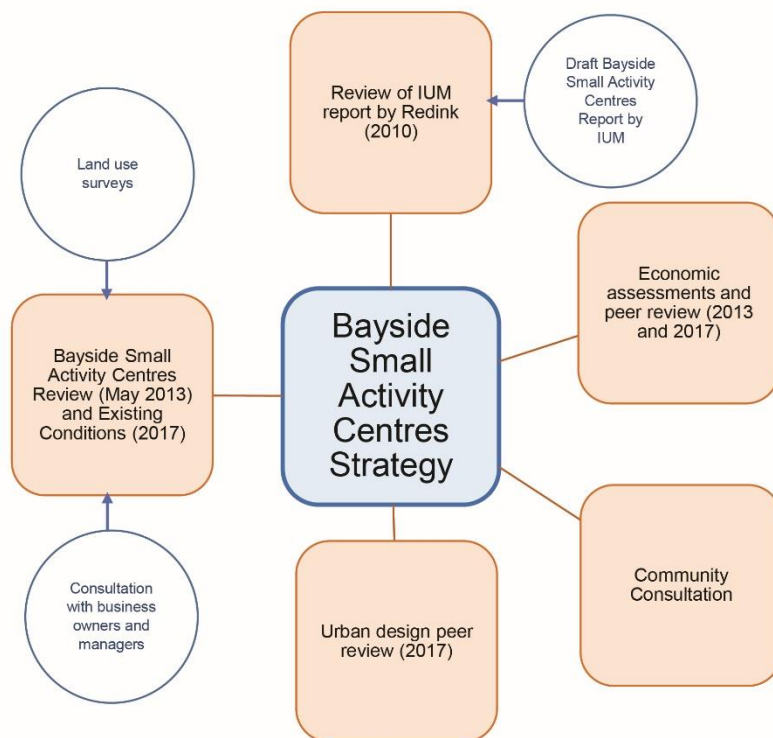 Review of IUM
report by Redink
(2010)
Draft Bayside
Small Activity
Centres
Report by
IUM
Land use
surveys
Economic
assessments and
peer review (2013
and 2017)
Bayside Small
Activity Centres
Review (May 2013)
and Existing
Conditions (2017)
Bayside
Small
Activity
Centres
Strategy
Consultation
with business
owners and
managers
Urban design peer
review (2017)
Community
Consultation